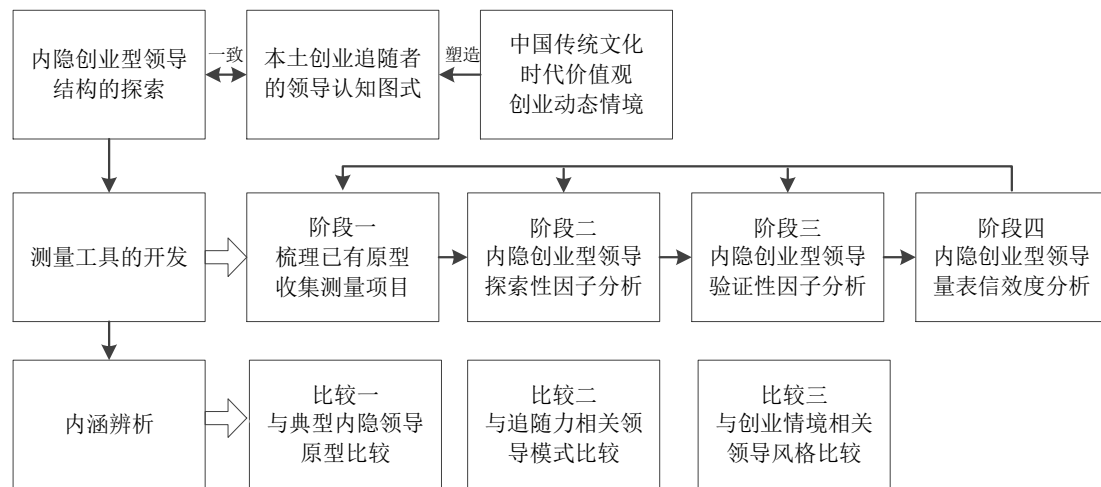 内隐创业型领导
结构的探索
一致
本土创业追随者
的领导认知图式
塑造
中国传统文化
时代价值观
创业动态情境
测量工具的开发
阶段一
梳理已有原型
收集测量项目
阶段二
内隐创业型领导
探索性因子分析
阶段三
内隐创业型领导
验证性因子分析
阶段四
内隐创业型领导
量表信效度分析
内涵辨析
比较一
与典型内隐领导
原型比较
比较二
与追随力相关领
导模式比较
比较三
与创业情境相关
领导风格比较